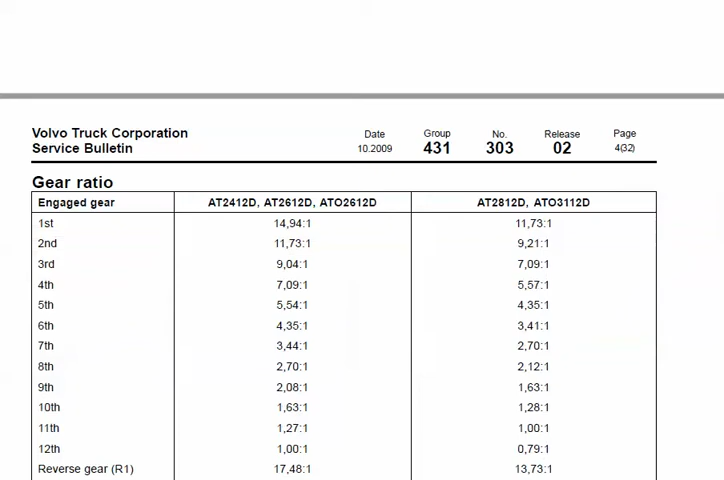 Volvo Truck Corporation
Service Bulletin
Date Group No. Release Page
10.2009 431 303 02 4(32)
Gear ratio
Engaged gear AT2412D, AT2612D, ATO2612D AT2812D, ATO3112D
1st 14,94:1 11,73:1
2nd 11,73:1 9,21:1
3rd 9,04:1 7,09:1
4th 7,09:1 5,57:1
5th 5,54:1 4,35:1
6th 4,35:1 3,41:1
7th 3,44:1 2,70:1
8th 2,70:1 2,12:1
9th 2,08:1 1,63:1
10th 1,63:1 1,28:1
11th 1,27:1 1,00:1
12th 1,00:1 0,79:1
Reverse gear (R1) 17,48:1 13,73:1